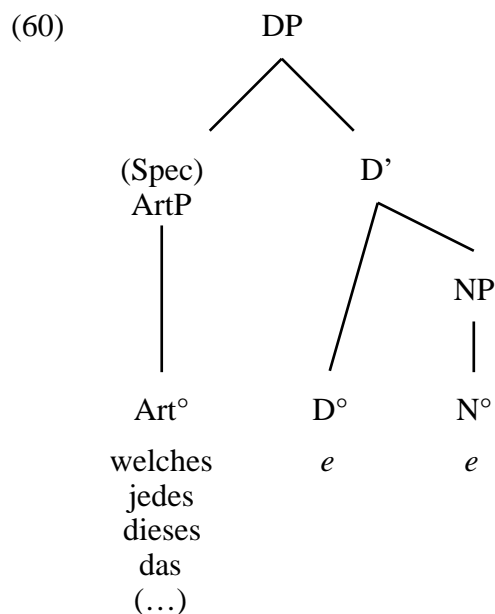 (60) DP
(Spec) D’
ArtP
NP
Art° D° N°
welches e e
jedes
dieses
das
(…)